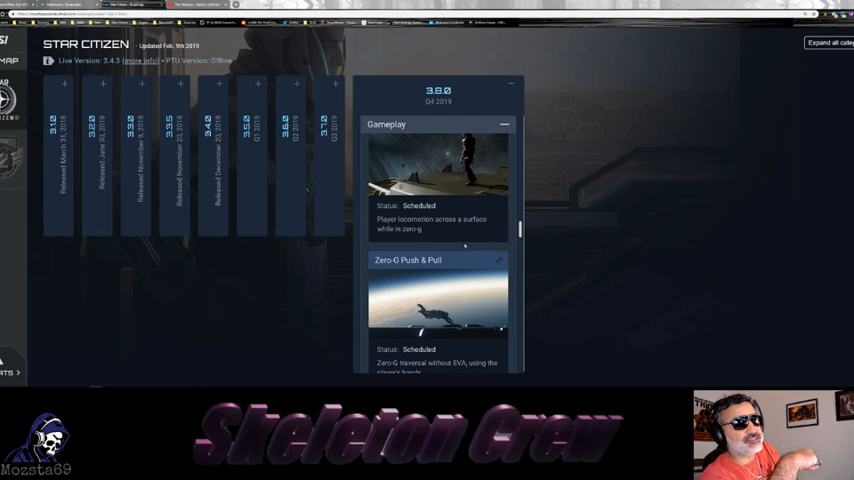 STAR CITIZEN • Updated Feb. 9th 2019
Live Version: 3.4.3 (more info) • PTU Version: Offline
Expand all categ
MAP
3.1.0
Released March 31, 2018
3.2.0
Released June 30, 2018
3.3.0
Released November 9, 2018
3.3.5
Released November 20, 2018
3.4.0
Released December 20, 2018
3.5.0
Q1 2019
3.6.0
Q2 2019
3.7.0
Q3 2019
3.8.0
Q4 2019
Gameplay
Status: Scheduled
Player locomotion across a surface
while in zero-g
Zero-G Push & Pull
Status: Scheduled
Zero-G traversal without EVA, using the
player's hands
Skeleton Crew
Mozsta69